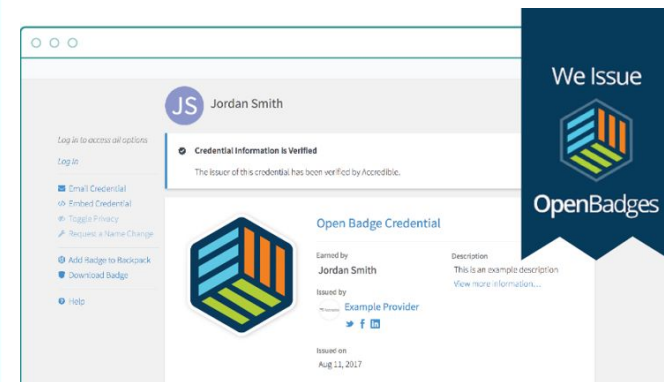 We Issue
OpenBadges
JS
Jordan Smith
Log in to access all options
Log In
Email Credential
Embed Credential
Toggle Privacy
Request a Name Change
Add Badge to Backpack
Download Badge
Help
Credential Information is Verified
The issuer of this credential has been verified by Accredible.
Open Badge Credential
Earned by
Jordan Smith
Issued by
Example Provider
Issued on
Aug 11, 2017
Description
This is an example description
View more information....